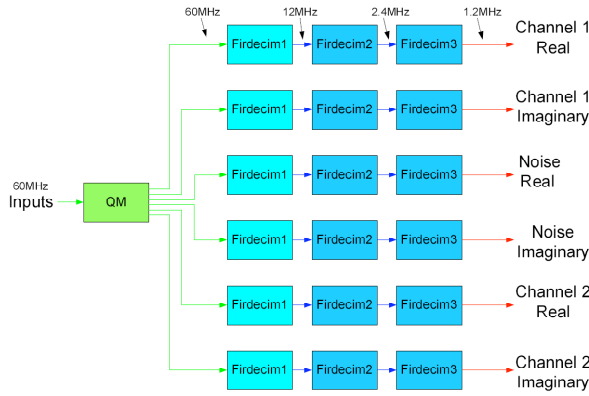 60MHz
12MHz
2.4MHz
1.2MHz
Firdecim1
Firdecim2
Firdecim3
Channel 1
Real
Firdecim1
Firdecim2
Firdecim3
Channel 1
Imaginary
Firdecim1
Firdecim2
Firdecim3
Noise
Real
60MHz
Inputs
QM
Firdecim1
Firdecim2
Firdecim3
Noise
Imaginary
Firdecim1
Firdecim2
Firdecim3
Channel 2
Real
Firdecim1
Firdecim2
Firdecim3
Channel 2
Imaginary